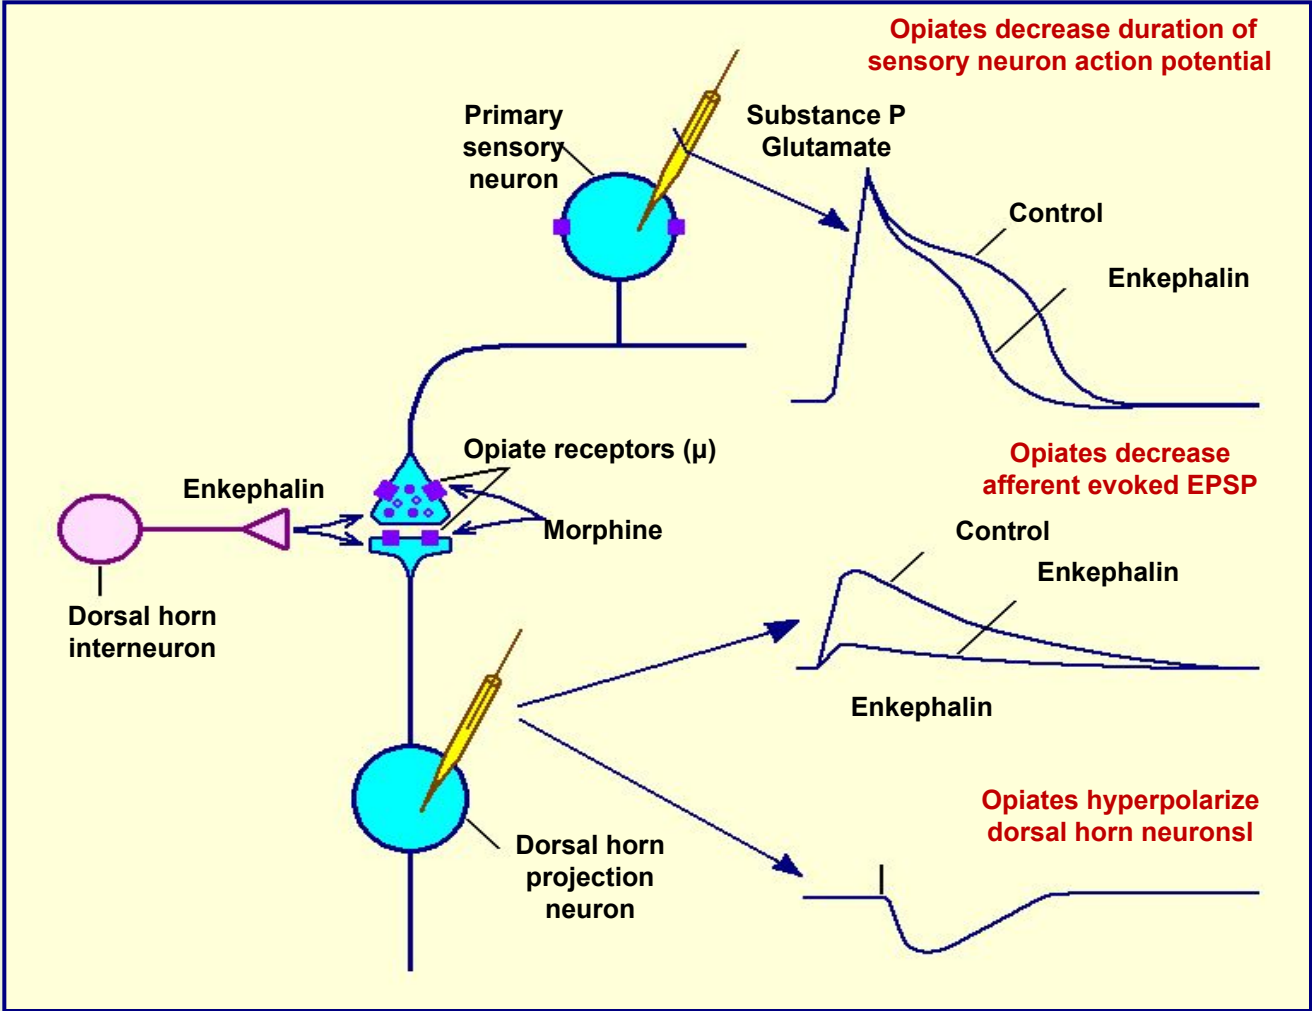 Opiates decrease duration of
sensory neuron action potential
Primary
sensory
neuron
Substance P
Glutamate
Control
Enkephalin
Opiate receptors (µ)
Enkephalin
Morphine
Dorsal horn
interneuron
Opiates decrease
afferent evoked EPSP
Control
Enkephalin
Enkephalin
Opiates hyperpolarize
dorsal horn neuronsl
Dorsal horn
projection
neuron